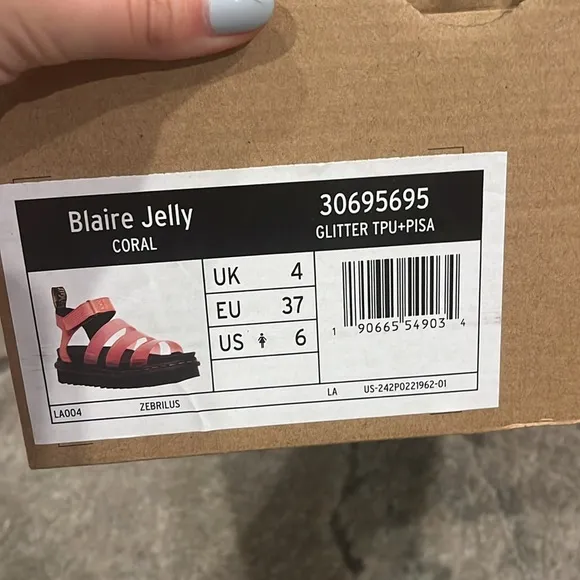 Blaire Jelly
CORAL
30695695
GLITTER TPU+PISA
UK 4
EU 37
US 6
1 90665 54903 4
LA004 ZEBRILUS
LA US-242P0221962-01